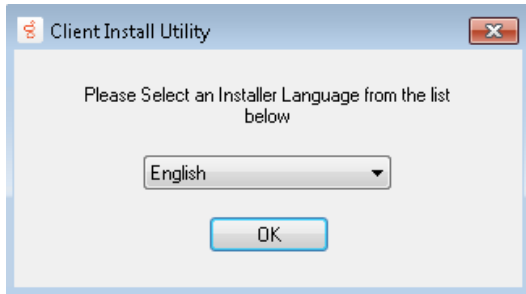 Client Install Utility
Please Select an Installer Language from the list
below
English
OK